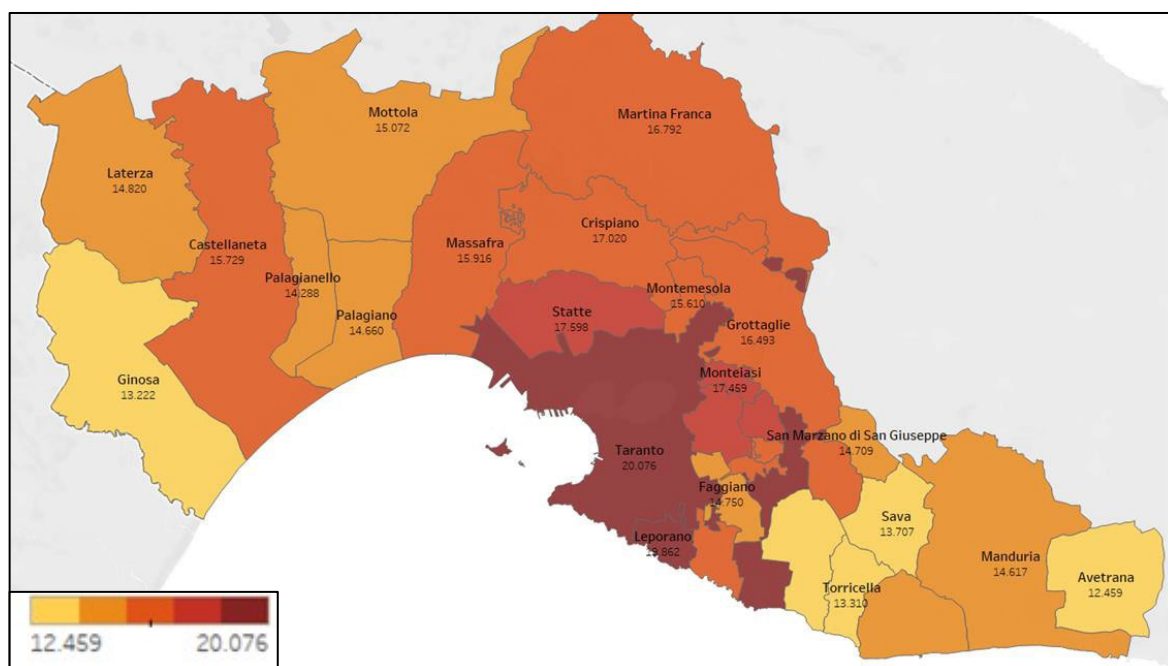 Mottola
15.072
Martina Franca
16.792
Laterza
14.820
Castellaneta
15.729
Massafra
15.916
Crispiano
17.020
Palagianello
14.288
Palagiano
14.660
Montemesola
15.610
Statte
17.598
Grottaglie
16.493
Ginosa
13.222
Montelasi
17.459
Taranto
20.076
San Marzano di San Giuseppe
14.709
Faggiano
14.750
Sava
13.707
Leporano
19.862
Manduria
14.617
Torricella
13.310
Avetrana
12.459
12.459 20.076